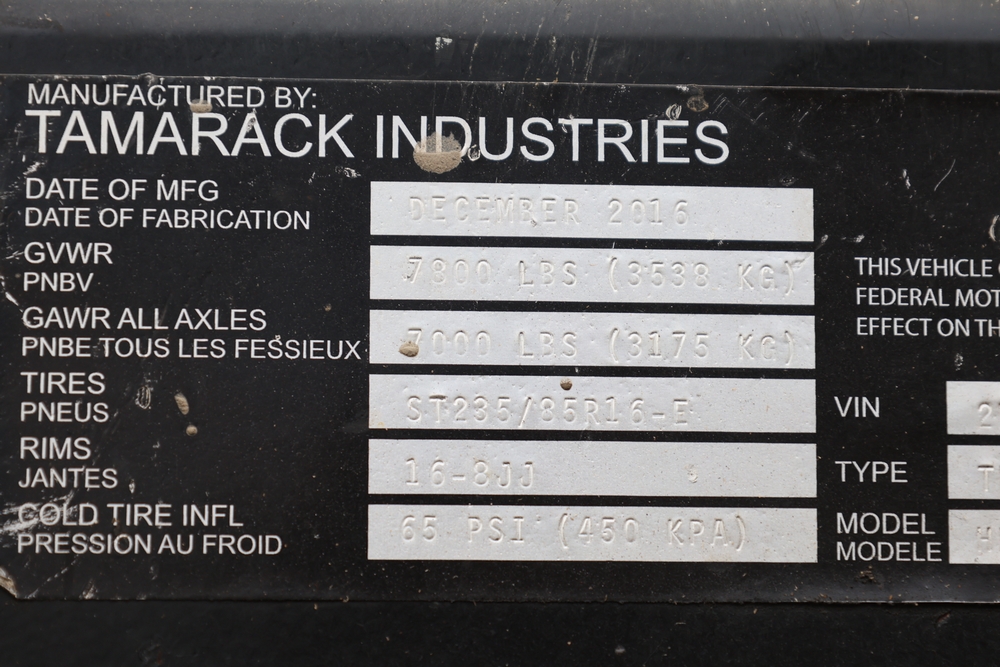 MANUFACTURED BY:
TAMARACK INDUSTRIES
DATE OF MFG
DATE OF FABRICATION
DECEMBER 2016
GVWR
PNBV
7800 LBS (3538 KG)
GAWR ALL AXLES
PNBE TOUS LES FESSIEUX
7000 LBS (3175 KG)
TIRES
PNEUS
ST235/85R16-E
RIMS
JANTES
16-8JJ
COLD TIRE INFL
PRESSION AU FROID
65 PSI (450 KPA)
THIS VEHICLE
FEDERAL MOT
EFFECT ON TH
VIN
2
TYPE
T
MODEL
MODELE
H